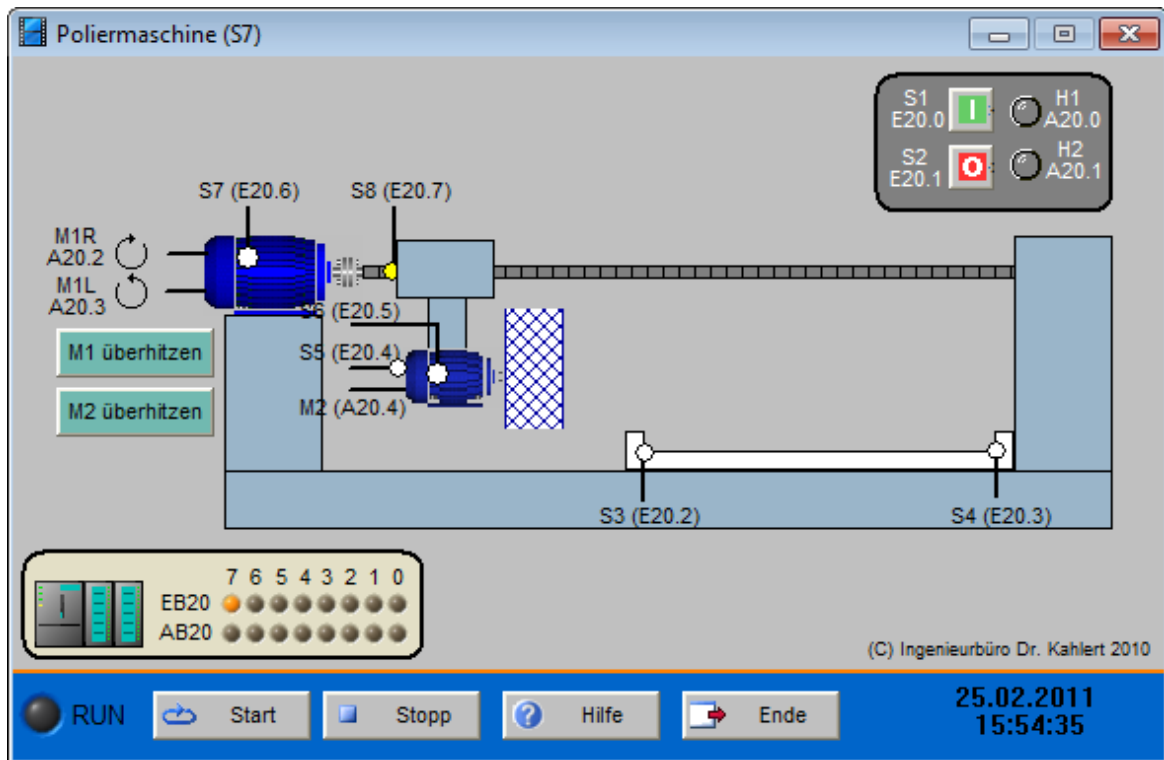 Poliermaschine (S7)
S1
E20.0
H1
A20.0
S2
E20.1
H2
A20.1
S7 (E20.6)
S8 (E20.7)
M1R
A20.2
M1L
A20.3
S6 (E20.5)
M1 überhitzen
S5 (E20.4)
M2 überhitzen
M2 (A20.4)
S3 (E20.2)
S4 (E20.3)
7 6 5 4 3 2 1 0
EB20
AB20
(C) Ingenieurbüro Dr. Kahlert 2010
RUN
Start
Stopp
Hilfe
Ende
25.02.2011
15:54:35